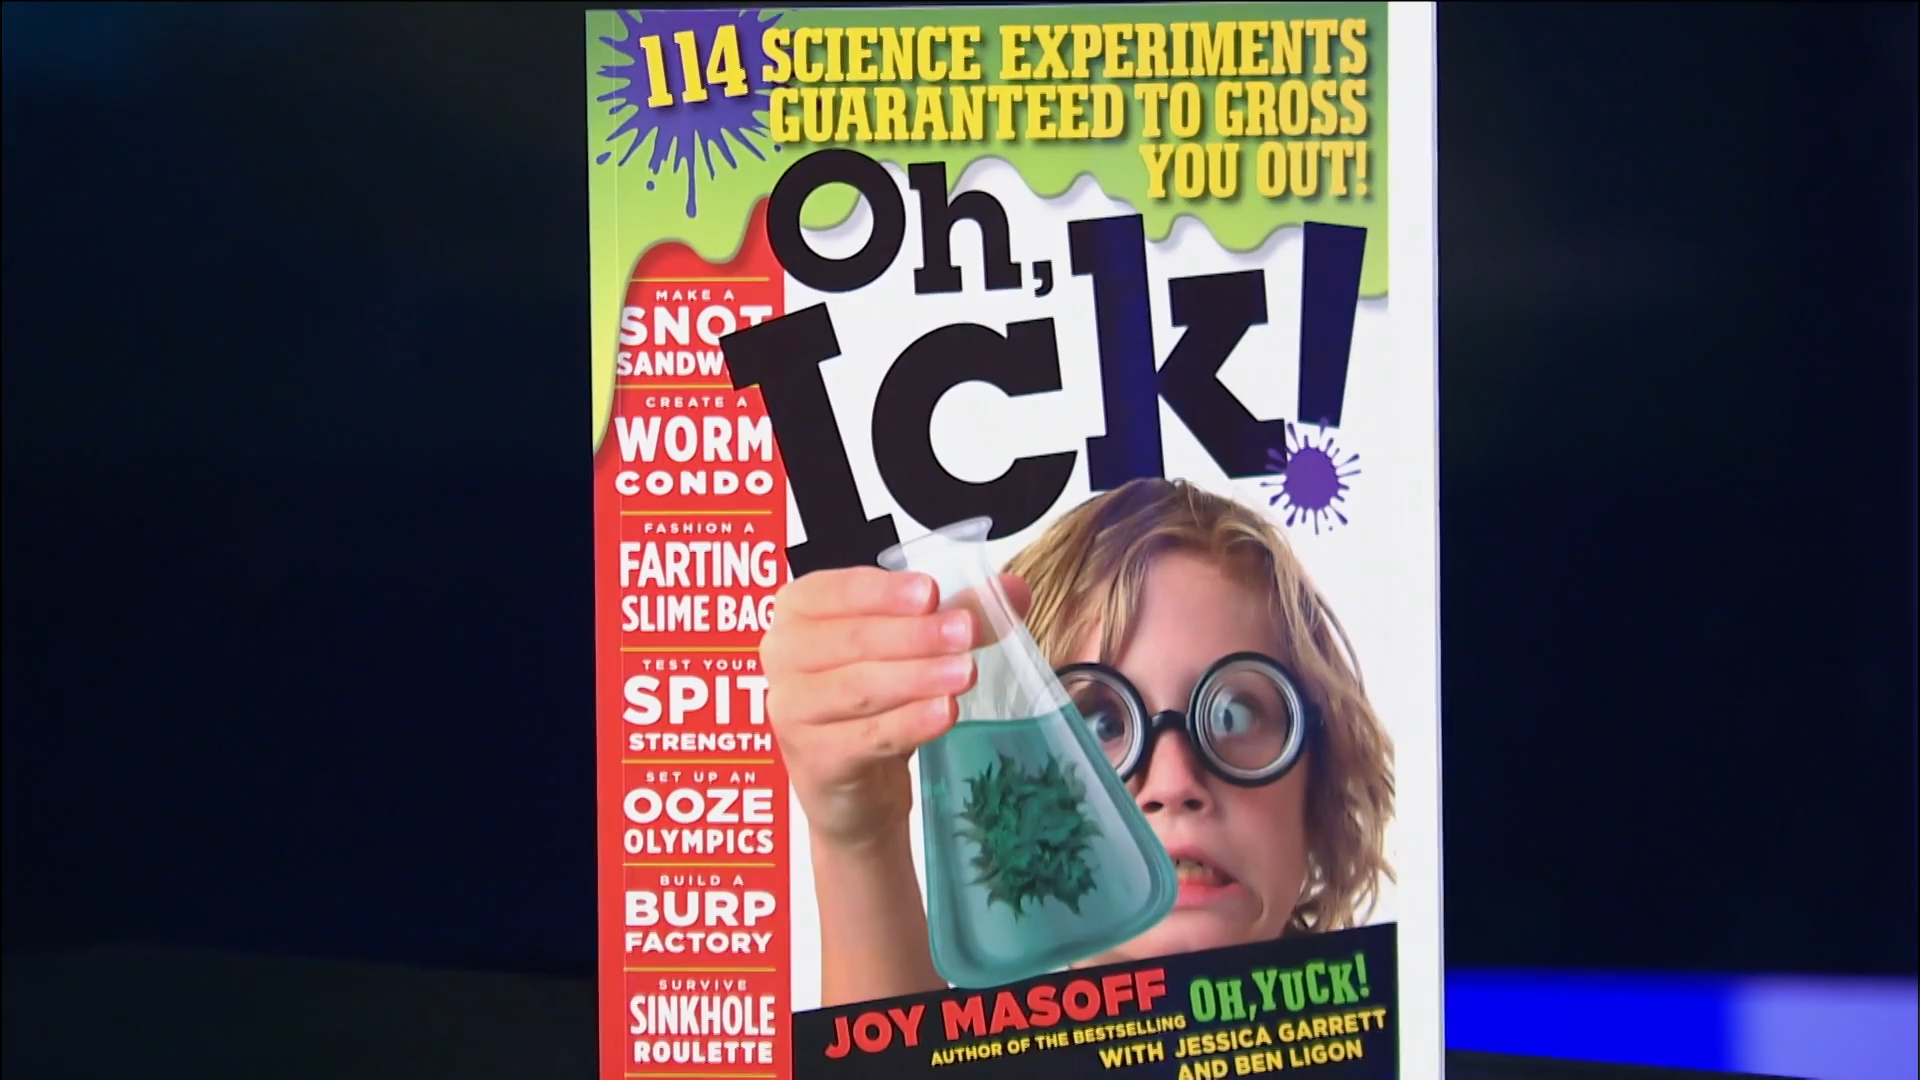 114 SCIENCE EXPERIMENTS
GUARANTEED TO GROSS
YOU OUT!
Oh,
Ick!
MAKE A
SNOT
CREATE A
WORM
CONDO
FASHION A
FARTING
SLIME BAG
TEST YOUR
SPIT
STRENGTH
SET UP AN
OOZE
OLYMPICS
BUILD A
BURP
FACTORY
SURVIVE
SINKHOLE
ROULETTE
JOY MASOFF
AUTHOR OF THE BESTSELLING OH, YUCK!
WITH JESSICA GARRETT
AND BEN LIGON